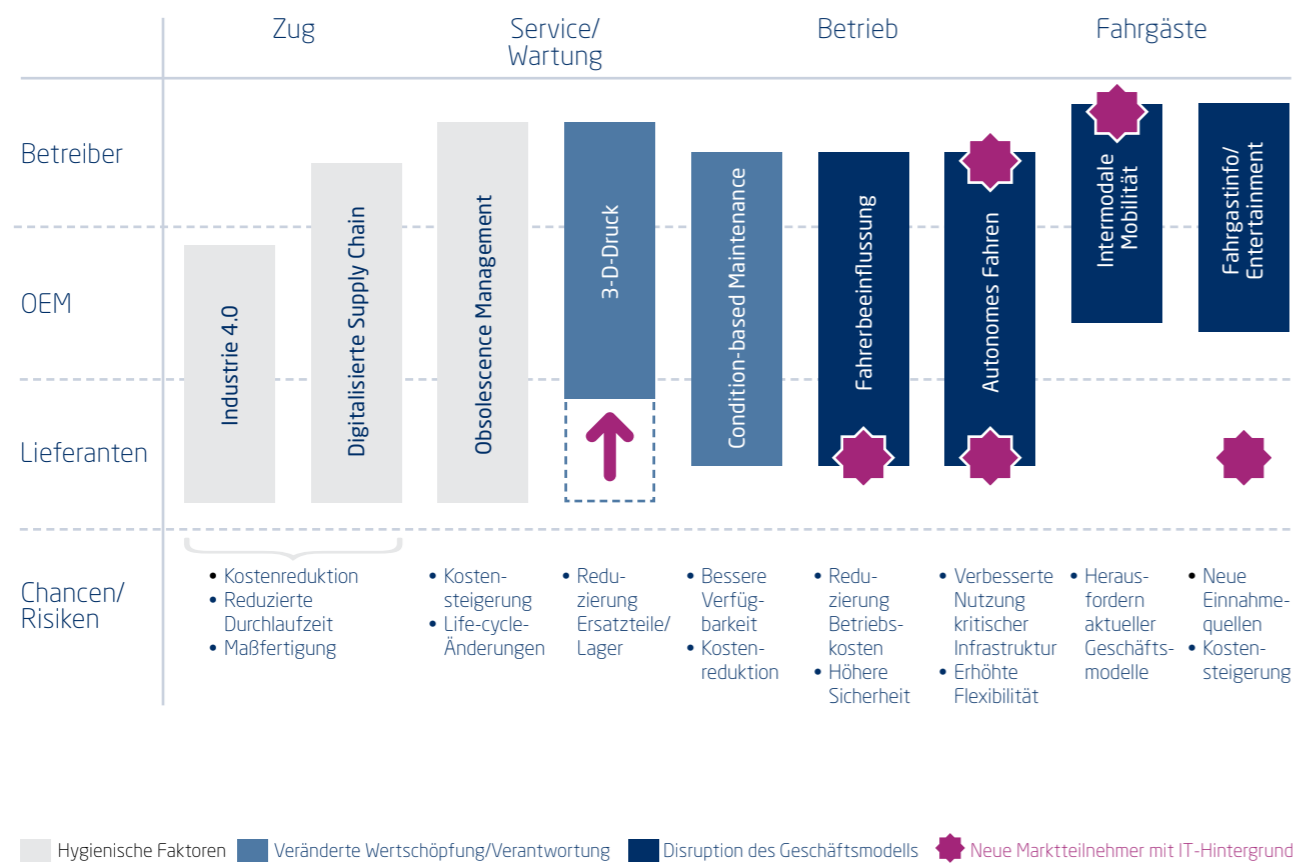 Zug
Service/
Wartung
Betrieb
Fahrgäste
Betreiber
OEM
Lieferanten
Industrie 4.0
Digitalisierte Supply Chain
Obsolescence Management
3-D-Druck
Condition-based Maintenance
Fahrerbeeinflussung
Autonomes Fahren
Intermodale
Mobilität
Fahrgastinfo/
Entertainment
Chancen/
Risiken
• Kostenreduktion
• Reduzierte
Durchlaufzeit
• Maßfertigung
• Kosten-
steigerung
• Life-cycle-
Änderungen
• Redu-
zierung
Ersatzteile/
Lager
• Bessere
Verfüg-
barkeit
• Kosten-
reduktion
• Redu-
zierung
Betriebs-
kosten
• Höhere
Sicherheit
• Verbesserte
Nutzung
kritischer
Infrastruktur
• Erhöhte
Flexibilität
• Heraus-
fordern
aktueller
Geschäfts-
modelle
• Neue
Einnahme-
quellen
• Kosten-
steigerung
Hygienische Faktoren
Veränderte Wertschöpfung/Verantwortung
Disruption des Geschäftsmodells
Neue Marktteilnehmer mit IT-Hintergrund